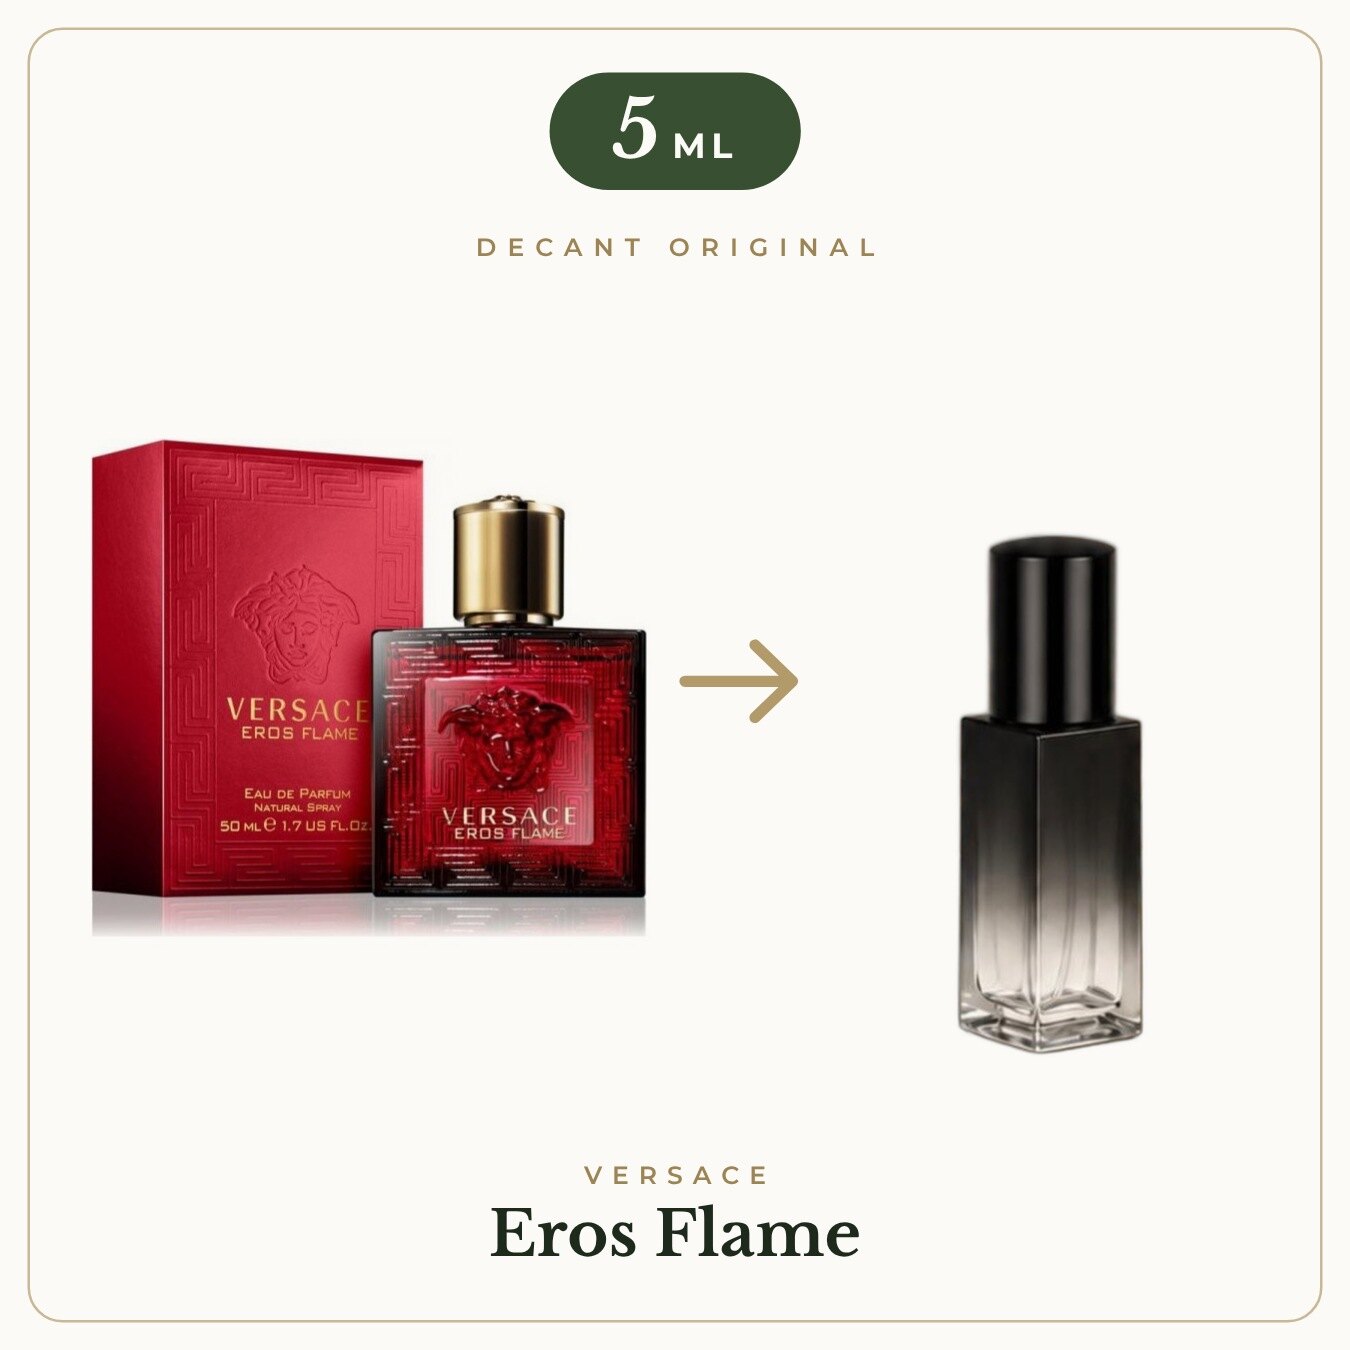 5 ML
DECANT ORIGINAL
VERSACE
EROS FLAME
EAU DE PARFUM
NATURAL SPRAY
50 ML e 1.7 US FL.OZ.
VERSACE
EROS FLAME
VERSACE
Eros Flame